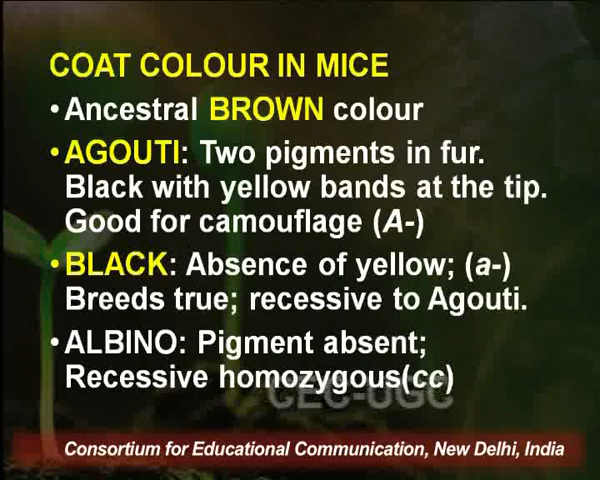 COAT COLOUR IN MICE
•Ancestral BROWN colour
•AGOUTI: Two pigments in fur.
Black with yellow bands at the tip.
Good for camouflage (A-)
•BLACK: Absence of yellow; (a-)
Breeds true; recessive to Agouti.
•ALBINO: Pigment absent;
Recessive homozygous(cc)
CEC-UGC
Consortium for Educational Communication, New Delhi, India